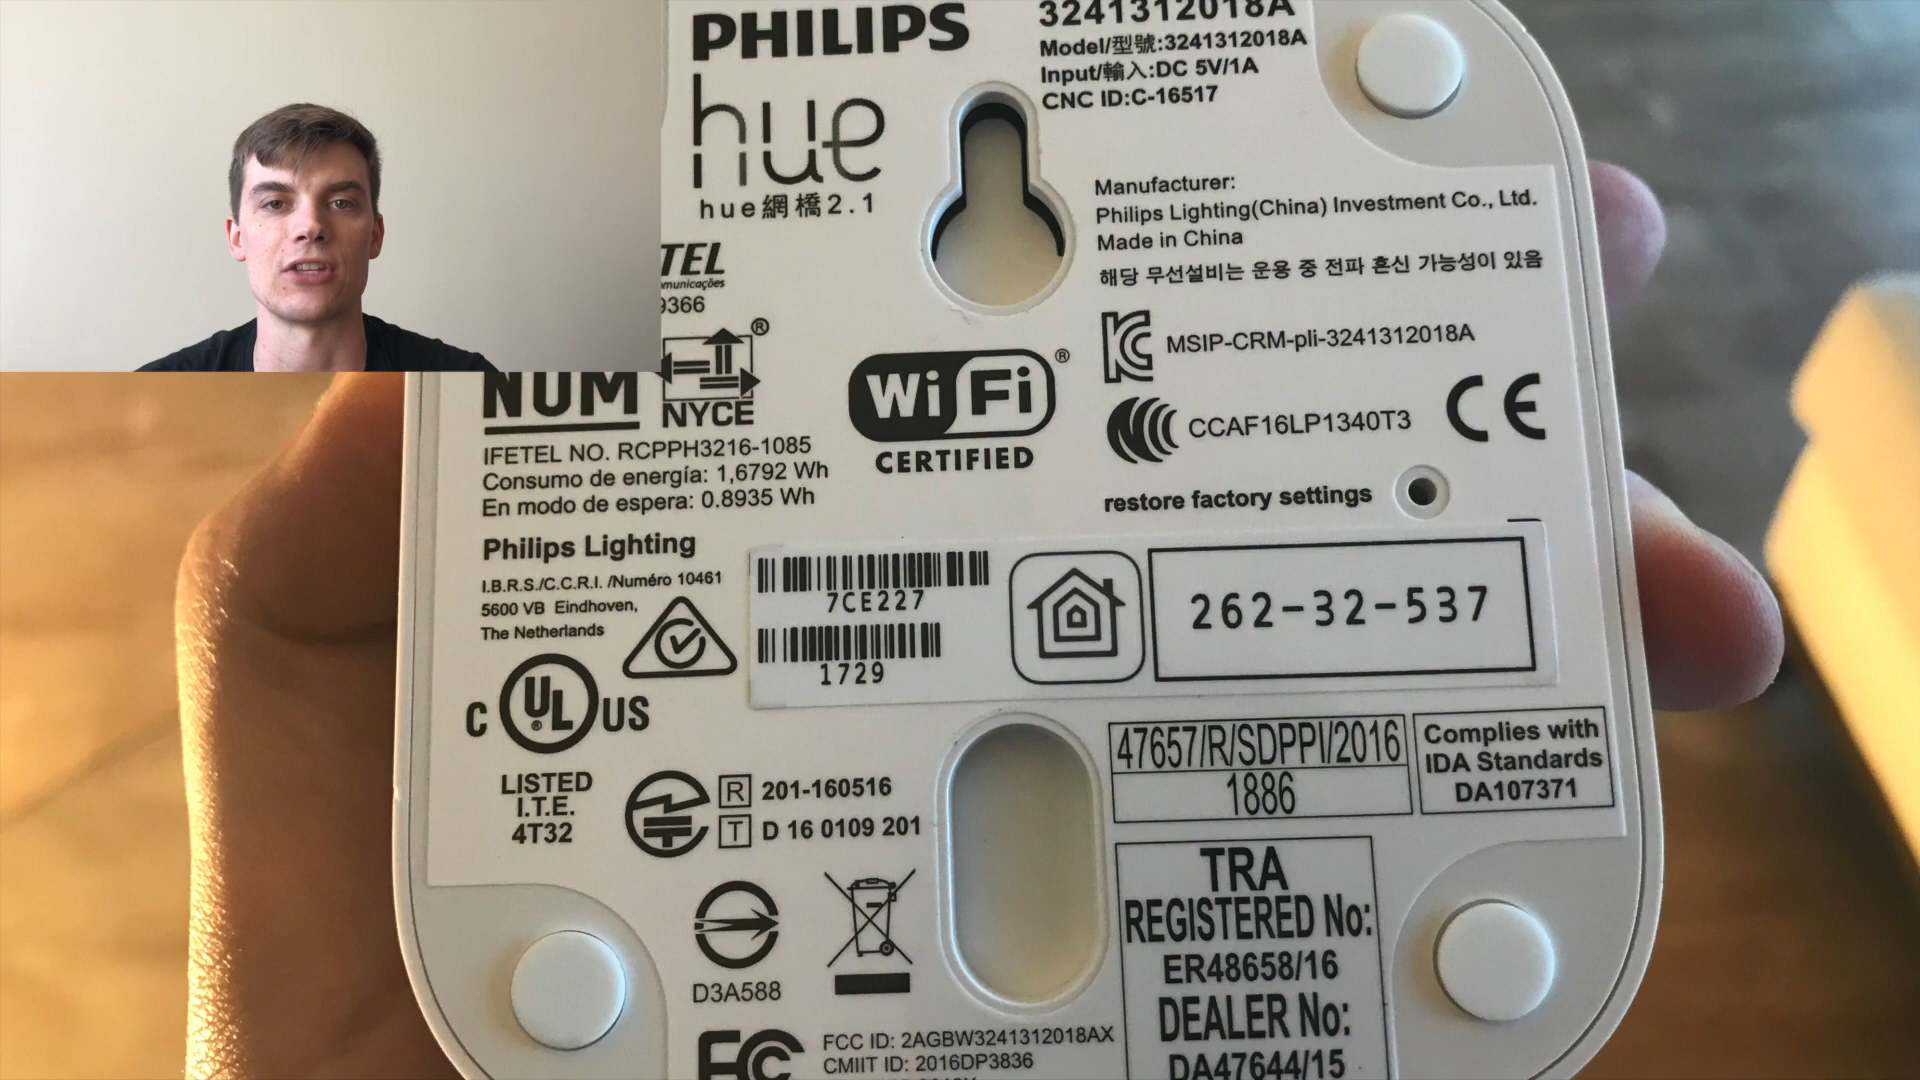 PHILIPS
hue
hue網橋2.1
3241312018A
Model/型號:3241312018A
Input/輸入:DC 5V/1A
CNC ID:C-16517
Manufacturer:
Philips Lighting(China) Investment Co., Ltd.
Made in China
해당 무선설비는 운용 중 전파 혼신 가능성이 있음
TEL
municações
9366
NOM
®
NYCE
IFETEL NO. RCPPH3216-1085
Consumo de energía: 1,6792 Wh
En modo de espera: 0.8935 Wh
WiFi®
CERTIFIED
MSIP-CRM-pli-3241312018A
CCAF16LP1340T3
CE
restore factory settings
Philips Lighting
I.B.R.S./C.C.R.I. /Numéro 10461
5600 VB Eindhoven,
The Netherlands
7CE227
1729
262-32-537
C UL® US
LISTED
I.T.E.
4T32
R 201-160516
T D 16 0109 201
47657/R/SDPPI/2016
1886
Complies with
IDA Standards
DA107371
D3A588
TRA
REGISTERED No:
ER48658/16
DEALER No:
DA47644/15
FC
FCC ID: 2AGBW3241312018AX
CMIIT ID: 2016DP3836